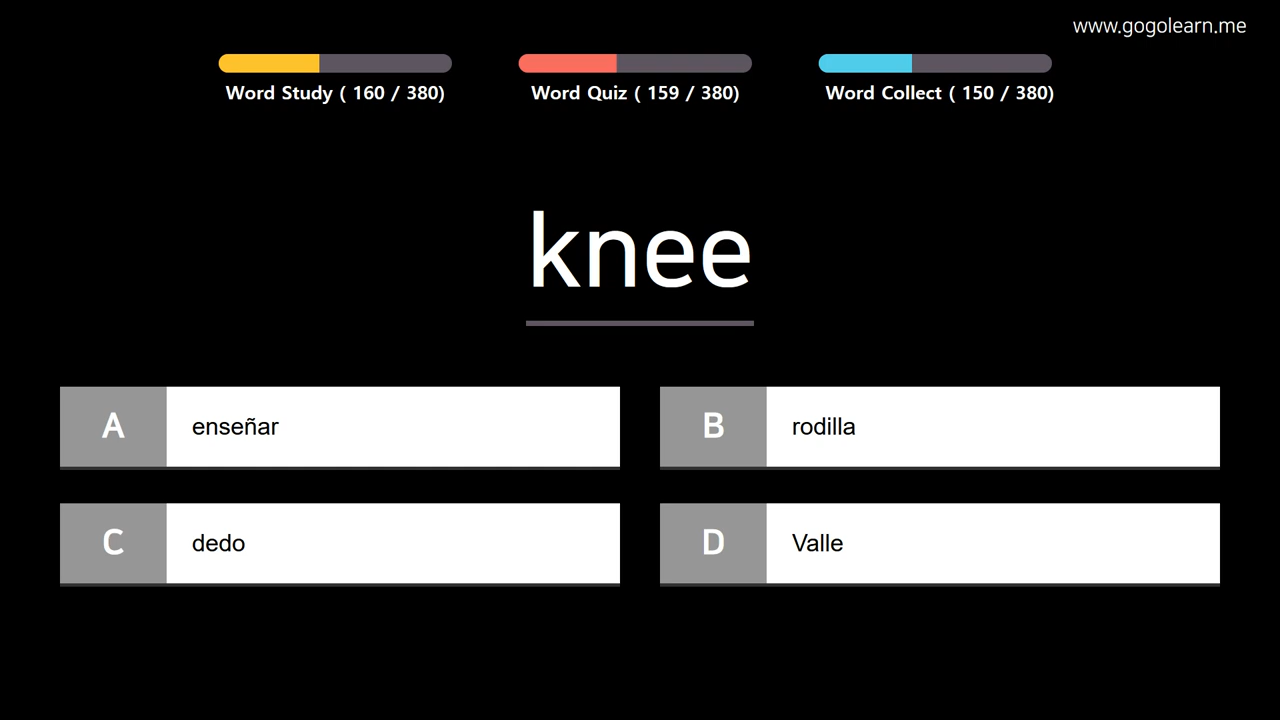 www.gogolearn.me
Word Study ( 160 / 380)
Word Quiz ( 159 / 380)
Word Collect ( 150 / 380)
knee
A enseñar
B rodilla
C dedo
D Valle